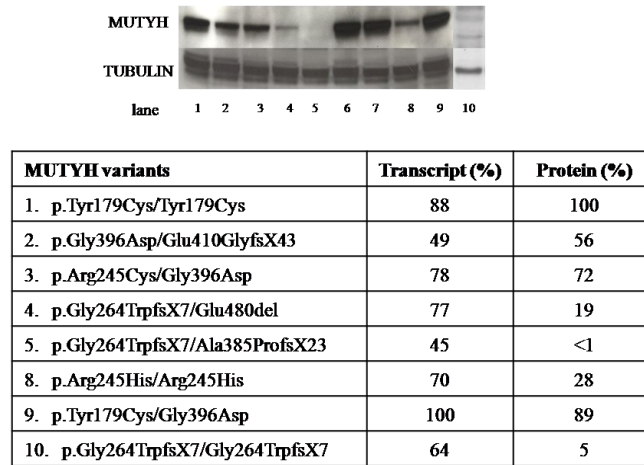 MUTYH
TUBULIN
lane 1 2 3 4 5 6 7 8 9 10
MUTYH variants Transcript (%) Protein (%)
1. p.Tyr179Cys/Tyr179Cys 88 100
2. p.Gly396Asp/Glu410GlyfsX43 49 56
3. p.Arg245Cys/Gly396Asp 78 72
4. p.Gly264TrpfsX7/Glu480del 77 19
5. p.Gly264TrpfsX7/Ala385ProfsX23 45 <1
8. p.Arg245His/Arg245His 70 28
9. p.Tyr179Cys/Gly396Asp 100 89
10. p.Gly264TrpfsX7/Gly264TrpfsX7 64 5